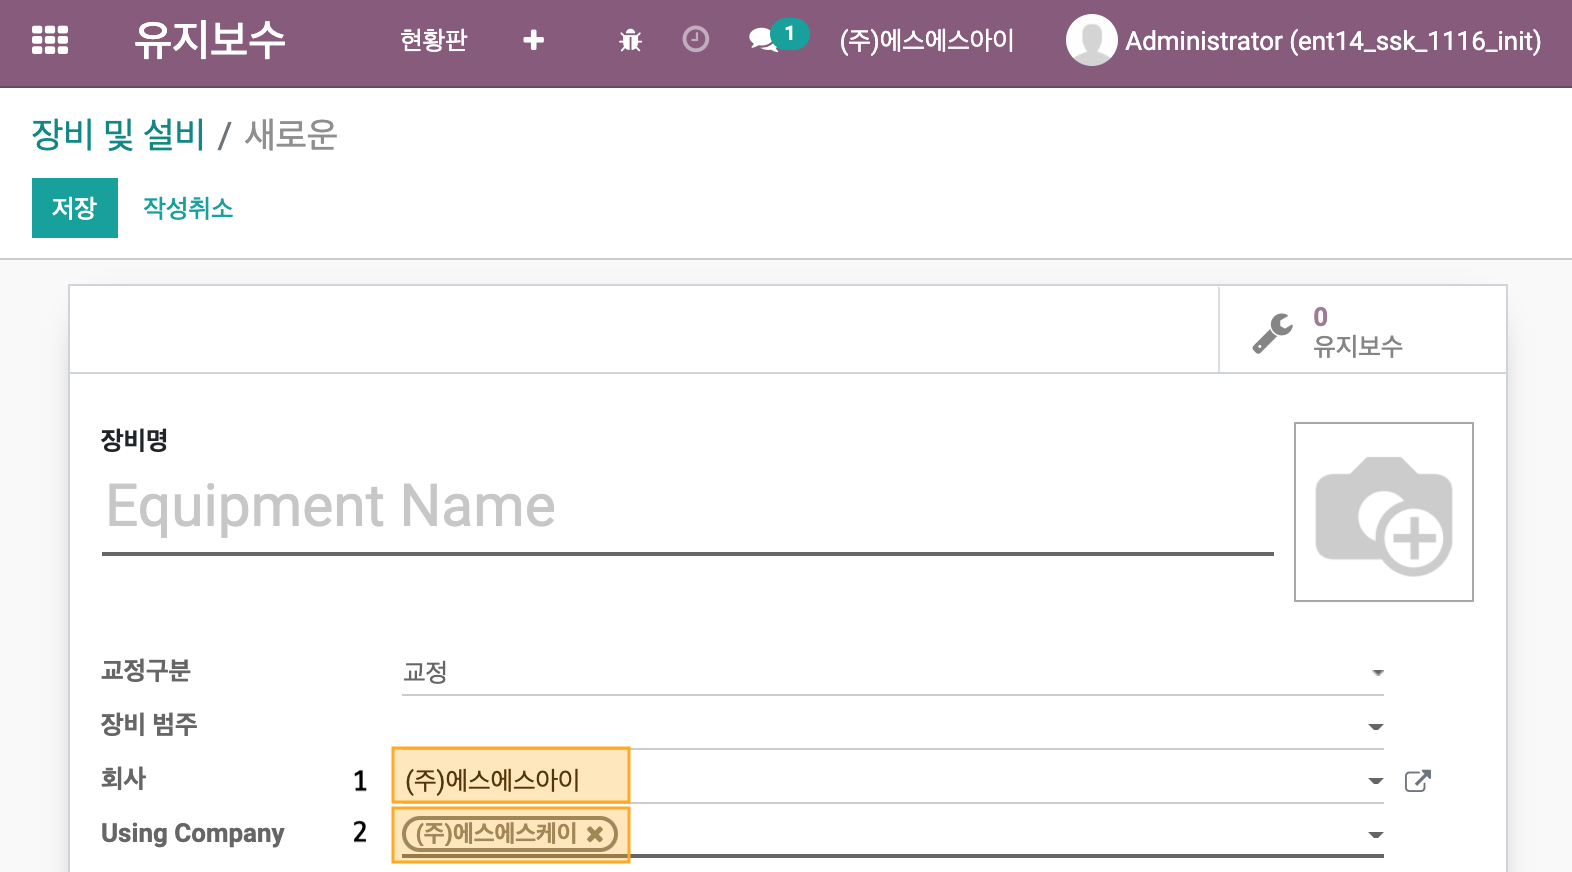 유지보수 현황판 1 (주)에스에스아이 Administrator (ent14_ssk_1116_init)
장비 및 설비 / 새로운
저장 작성취소
0
유지보수
장비명
Equipment Name
교정구분 교정
장비 범주
회사 1 (주)에스에스아이
Using Company 2 (주)에스에스케이